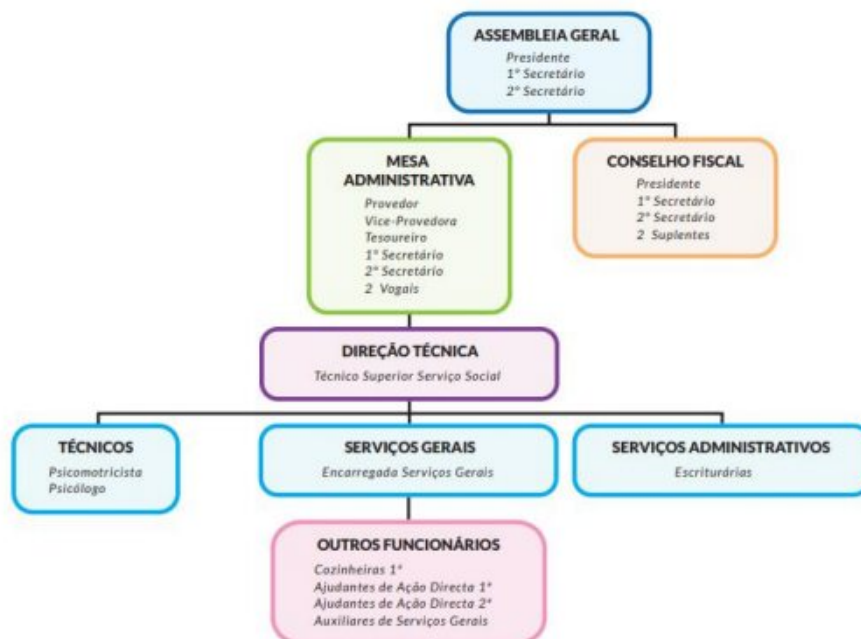 ASSEMBLEIA GERAL
Presidente
1º Secretário
2º Secretário
MESA
ADMINISTRATIVA
Provedor
Vice-Provedora
Tesoureiro
1º Secretário
2º Secretário
2 Vogais
CONSELHO FISCAL
Presidente
1º Secretário
2º Secretário
2 Suplentes
DIREÇÃO TÉCNICA
Técnico Superior Serviço Social
TÉCNICOS
Psicomotricista
Psicólogo
SERVIÇOS GERAIS
Encarregada Serviços Gerais
SERVIÇOS ADMINISTRATIVOS
Escriturárias
OUTROS FUNCIONÁRIOS
Cozinheiras 1ª
Ajudantes de Ação Directa 1ª
Ajudantes de Ação Directa 2ª
Auxiliares de Serviços Gerais